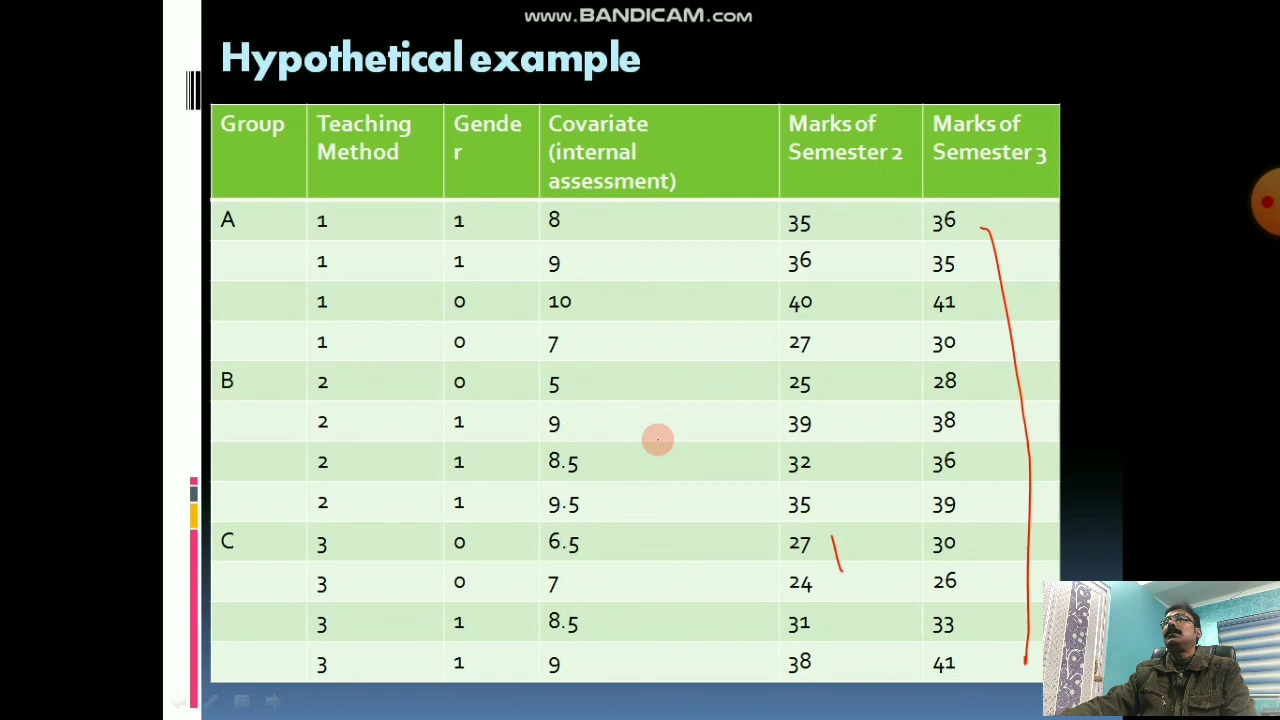 www.BANDICAM.com
Hypothetical example
Group Teaching Method Gende r Covariate (internal assessment) Marks of Semester 2 Marks of Semester 3
A 1 1 8 35 36
1 1 9 36 35
1 0 10 40 41
1 0 7 27 30
B 2 0 5 25 28
2 1 9 39 38
2 1 8.5 32 36
2 1 9.5 35 39
C 3 0 6.5 27 30
3 0 7 24 26
3 1 8.5 31 33
3 1 9 38 41